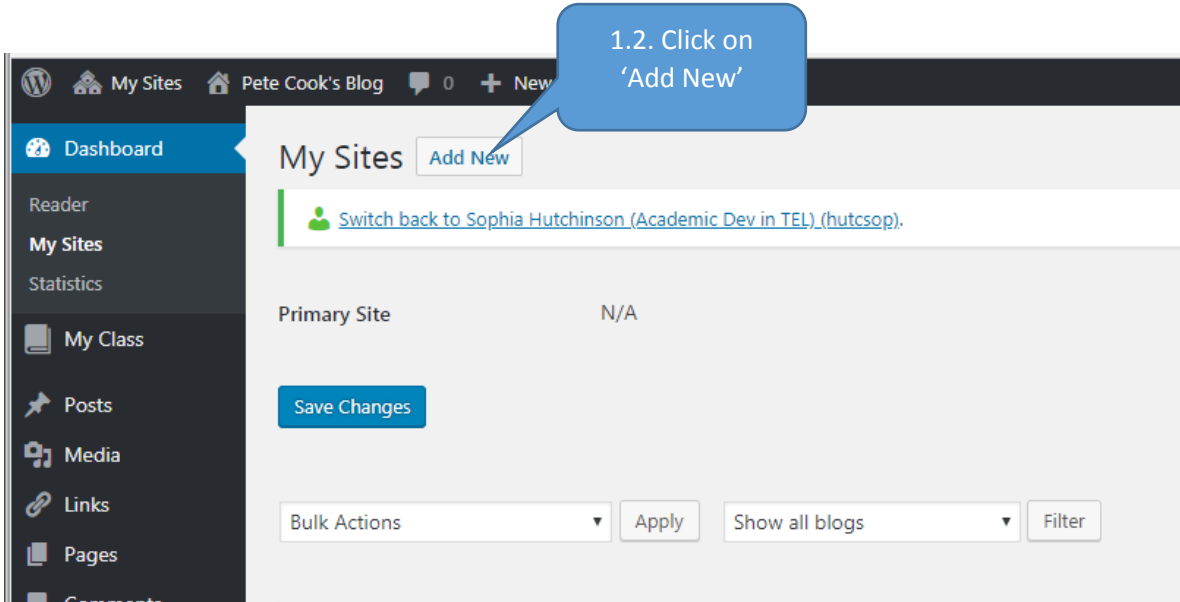 1.2. Click on
‘Add New’
My Sites
Pete Cook's Blog
0
New
Dashboard
Reader
My Sites
Statistics
My Class
Posts
Media
Links
Pages
Comments
My Sites
Add New
Switch back to Sophia Hutchinson (Academic Dev in TEL) (hutcsop).
Primary Site
N/A
Save Changes
Bulk Actions
Apply
Show all blogs
Filter